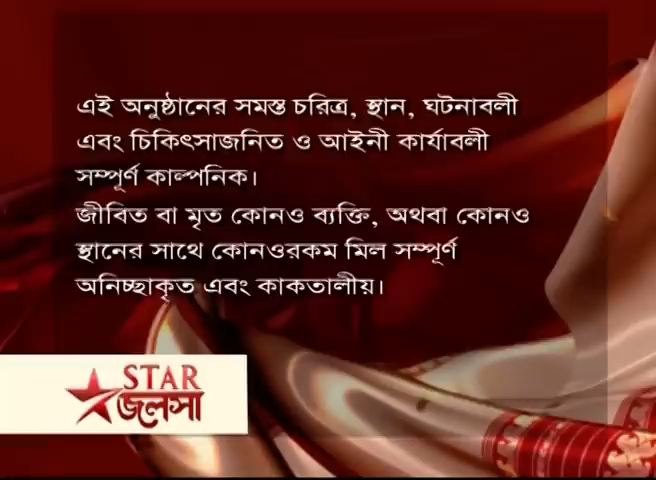 এই অনুষ্ঠানের সমস্ত চরিত্র, স্থান, ঘটনাবলী
এবং চিকিৎসাজনিত ও আইনী কার্যাবলী
সম্পূর্ণ কাল্পনিক।
জীবিত বা মৃত কোনও ব্যক্তি, অথবা কোনও
স্থানের সাথে কোনওরকম মিল সম্পূর্ণ
অনিচ্ছাকৃত এবং কাকতালীয়।
STAR
জলসা